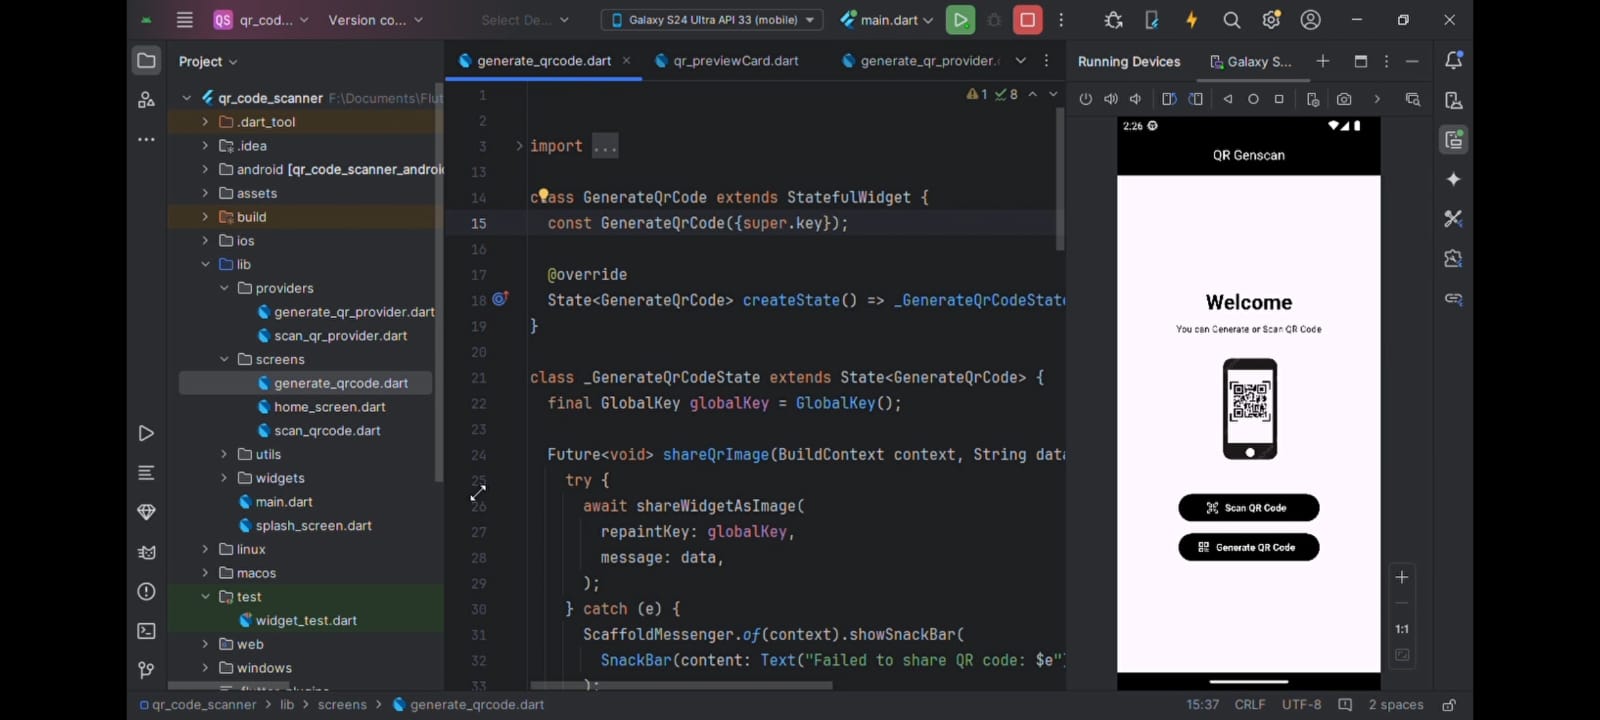 QS qr_cod... Version co... Select De... Galaxy S24 Ultra API 33 (mobile) main.dart
Project
generate_qrcode.dart qr_previewCard.dart generate_qr_provider.
Running Devices Galaxy S...
qr_code_scanner F:\Documents\Flut
.dart_tool
.idea
android [qr_code_scanner_androi
assets
build
ios
lib
providers
generate_qr_provider.dart
scan_qr_provider.dart
screens
generate_qrcode.dart
home_screen.dart
scan_qrcode.dart
utils
widgets
main.dart
splash_screen.dart
linux
macos
test
widget_test.dart
web
windows
1 1 8
2
3 import ...
13
14 class GenerateQrCode extends StatefulWidget {
15 const GenerateQrCode({super.key});
16
17 @override
18 State<GenerateQrCode> createState() => _GenerateQrCodeState
19 }
20
21 class _GenerateQrCodeState extends State<GenerateQrCode> {
22 final GlobalKey globalKey = GlobalKey();
23
24 Future<void> shareQrImage(BuildContext context, String data
25 try {
26 await shareWidgetAsImage(
27 repaintKey: globalKey,
28 message: data,
29 );
30 } catch (e) {
31 ScaffoldMessenger.of(context).showSnackBar(
32 SnackBar(content: Text("Failed to share QR code: $e"
33 );
2:26
QR Genscan
Welcome
You can Generate or Scan QR Code
Scan QR Code
Generate QR Code
1:1
qr_code_scanner > lib > screens > generate_qrcode.dart
15:37 CRLF UTF-8 2 spaces